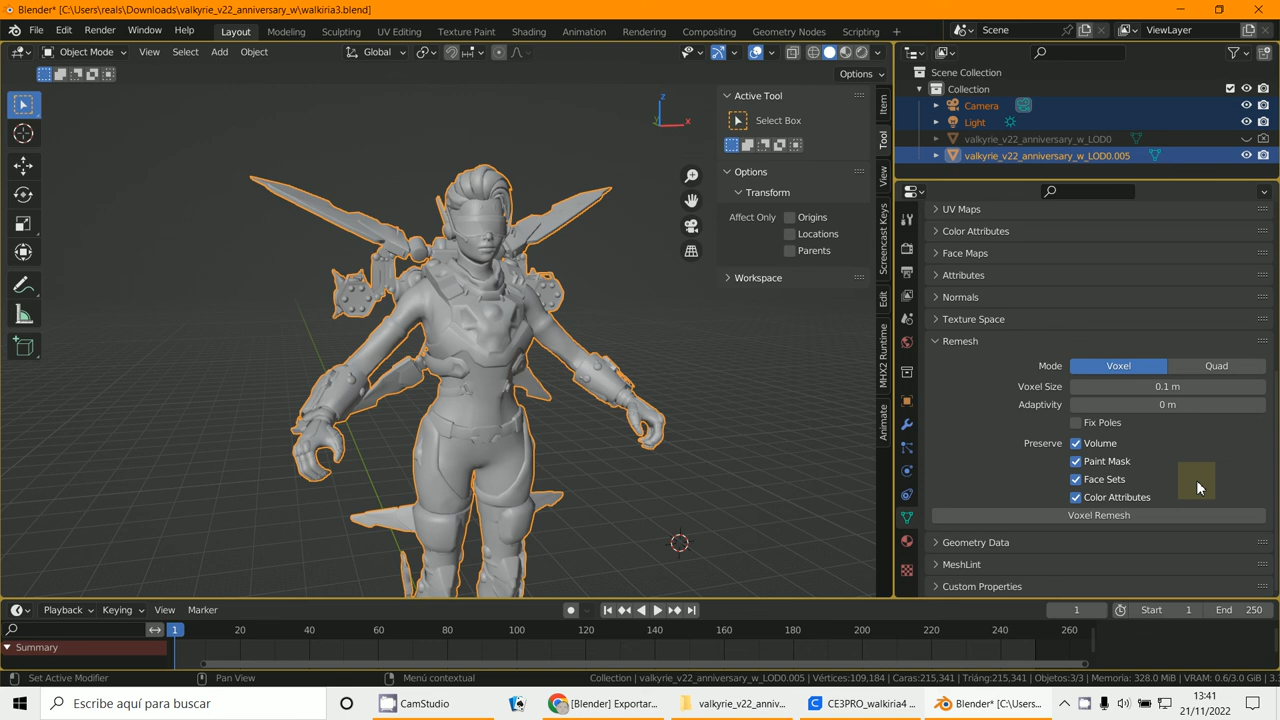 Blender* [C:\Users\reals\Downloads\valkyrie_v22_anniversary_w\walkiria3.blend]
File Edit Render Window Help Layout Modeling Sculpting UV Editing Texture Paint Shading Animation Rendering Compositing Geometry Nodes Scripting Scene ViewLayer
Object Mode View Select Add Object Global
Options
Active Tool
Select Box
Options
Transform
Affect Only Origins
Locations
Parents
Workspace
Item
Tool
View
Screencast Keys
Edit
MHX2 Runtime
Animate
Z
X
Y
Scene Collection
Collection
Camera
Light
valkyrie_v22_anniversary_w_LOD0
valkyrie_v22_anniversary_w_LOD0.005
UV Maps
Color Attributes
Face Maps
Attributes
Normals
Texture Space
Remesh
Mode Voxel Quad
Voxel Size 0.1 m
Adaptivity 0 m
Fix Poles
Preserve Volume
Paint Mask
Face Sets
Color Attributes
Voxel Remesh
Geometry Data
MeshLint
Custom Properties
Playback Keying View Marker 1 Start 1 End 250
1 20 40 60 80 100 120 140 160 180 200 220 240 260
Summary
Set Active Modifier Pan View Menú contextual Collection | valkyrie_v22_anniversary_w_LOD0.005 | Vértices:109,184 | Caras:215,341 | Triáng:215,341 | Objetos:3/3 | Memoria: 328.0 MiB | VRAM: 0.6/3.0 GiB | 3.
Escribe aquí para buscar CamStudio [Blender] Exportar... valkyrie_v22_anniv... CE3PRO_walkiria4 ... Blender* [C:\Users...
13:41
21/11/2022